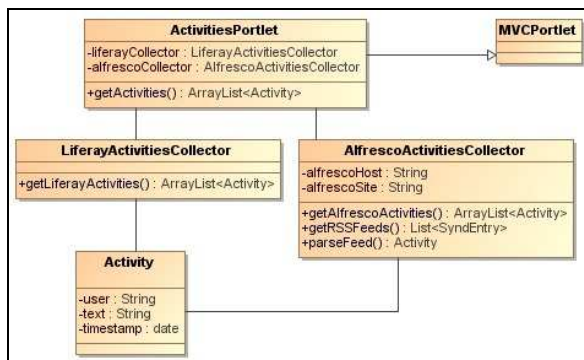 ActivitiesPortlet
-liferayCollector : LiferayActivitiesCollector
-alfrescoCollector : AlfrescoActivitiesCollector
+getActivities() : ArrayList<Activity>
MVCPortlet
LiferayActivitiesCollector
+getLiferayActivities() : ArrayList<Activity>
AlfrescoActivitiesCollector
-alfrescoHost : String
-alfrescoSite : String
+getAlfrescoActivities() : ArrayList<Activity>
+getRSSFeeds() : List<SyndEntry>
+parseFeed() : Activity
Activity
-user : String
-text : String
-timestamp : date